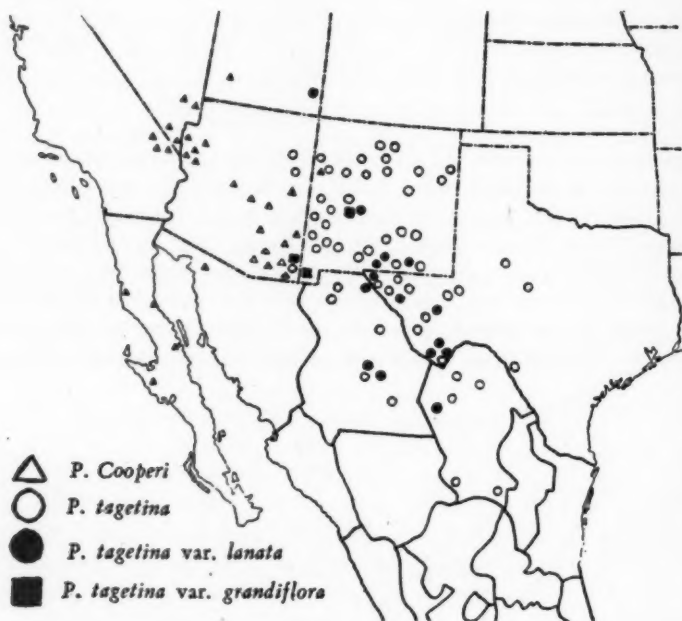 P. Cooperi
P. tagetina
P. tagetina var. lanata
P. tagetina var. grandiflora